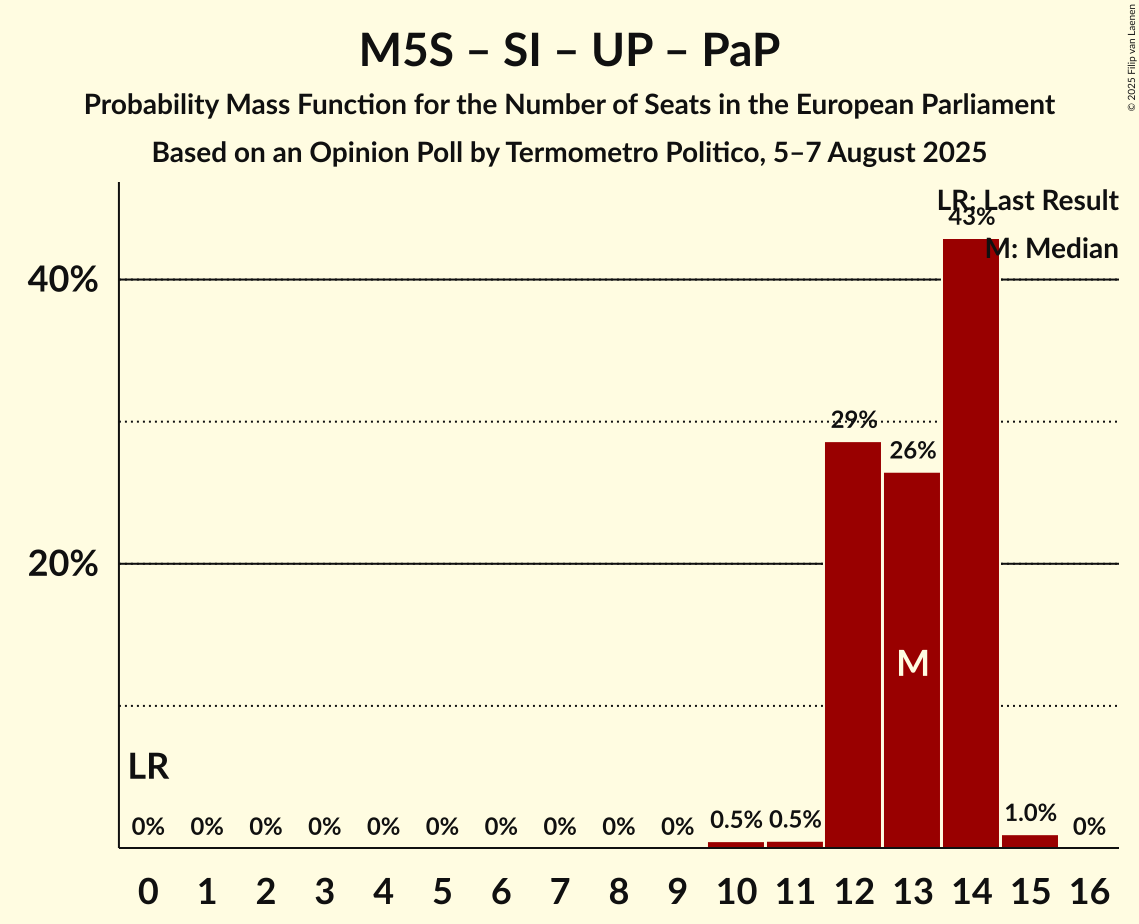 M5S – SI – UP – PaP
Probability Mass Function for the Number of Seats in the European Parliament
Based on an Opinion Poll by Termometro Politico, 5–7 August 2025
© 2025 Filip van Laenen
LR: Last Result
M: Median
43%
40%
29%
26%
20%
M
LR
0% 0% 0% 0% 0% 0% 0% 0% 0% 0% 0.5% 0.5% 1.0% 0%
0 1 2 3 4 5 6 7 8 9 10 11 12 13 14 15 16